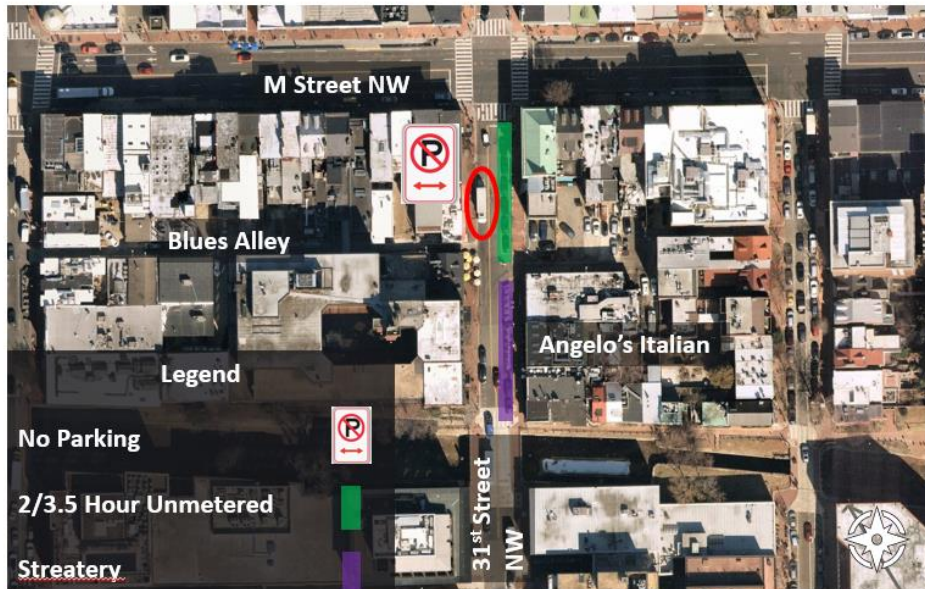 M Street NW
P
Blues Alley
Angelo's Italian
Legend
No Parking
P
2/3.5 Hour Unmetered
Streatery
31st Street
NW